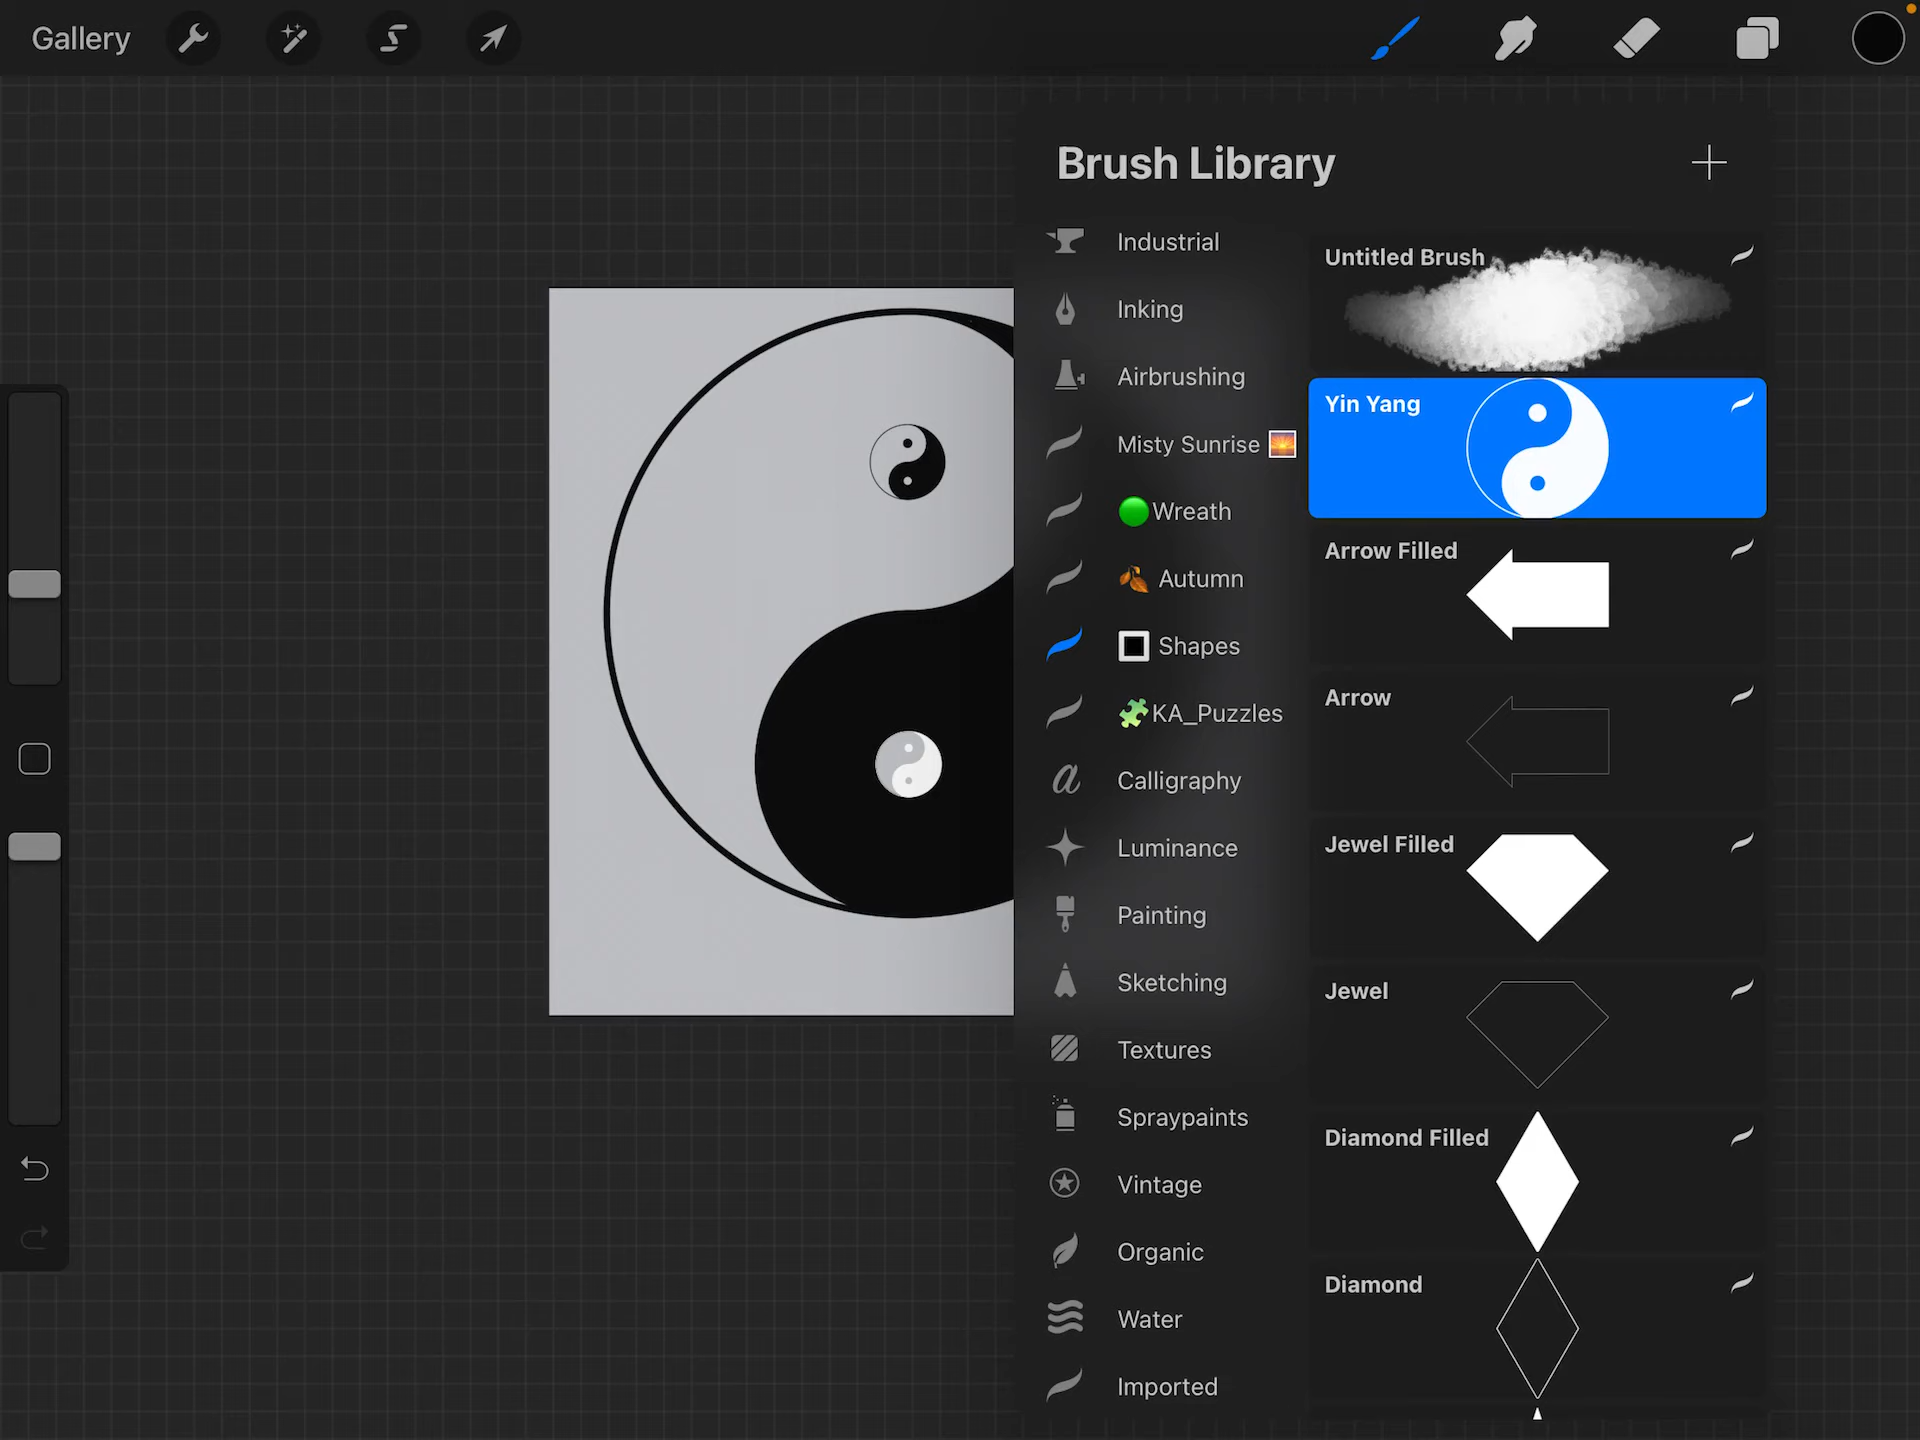 Gallery
Brush Library
Industrial
Inking
Airbrushing
Misty Sunrise
Wreath
Autumn
Shapes
KA_Puzzles
Calligraphy
Luminance
Painting
Sketching
Textures
Spraypaints
Vintage
Organic
Water
Imported
Untitled Brush
Yin Yang
Arrow Filled
Arrow
Jewel Filled
Jewel
Diamond Filled
Diamond